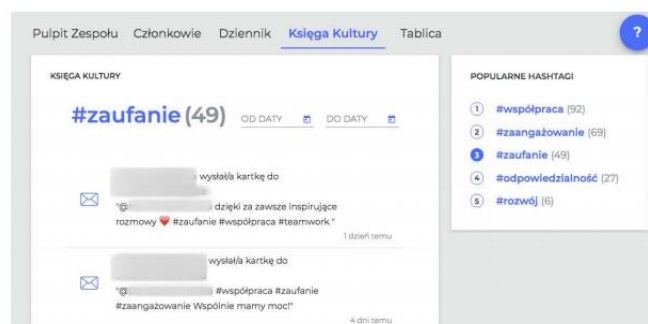 Pulpit Zespołu Członkowie Dziennik Księga Kultury Tablica
?
KSIĘGA KULTURY
#zaufanie (49) OD DATY DO DATY
wysłał/a kartkę do
"@ dzięki za zawsze inspirujące
rozmowy ❤️ #zaufanie #współpraca #teamwork "
1 dzień temu
wysłał/a kartkę do
"@ #współpraca #zaufanie
#zaangażowanie Wspólnie mamy moc!"
4 dni temu
POPULARNE HASHTAGI
1 #współpraca (92)
2 #zaangażowanie (69)
3 #zaufanie (49)
4 #odpowiedzialność (27)
5 #rozwój (6)